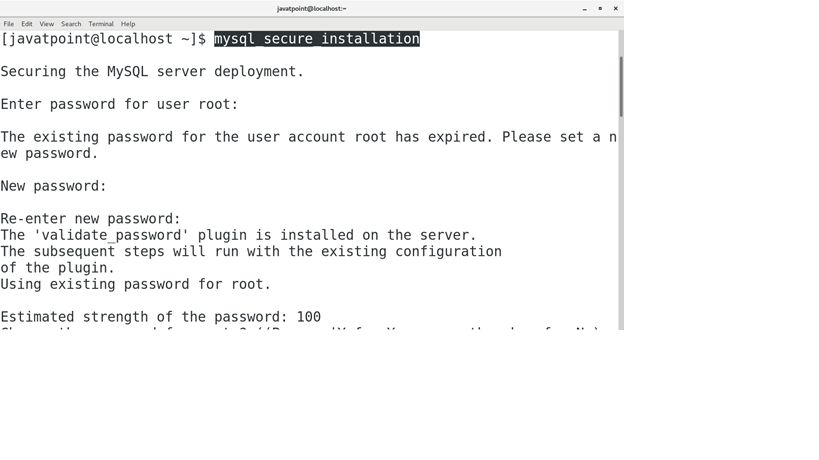 javatpoint@localhost:~
File Edit View Search Terminal Help
[javatpoint@localhost ~]$ mysql_secure_installation
Securing the MySQL server deployment.
Enter password for user root:
The existing password for the user account root has expired. Please set a n
ew password.
New password:
Re-enter new password:
The 'validate_password' plugin is installed on the server.
The subsequent steps will run with the existing configuration
of the plugin.
Using existing password for root.
Estimated strength of the password: 100